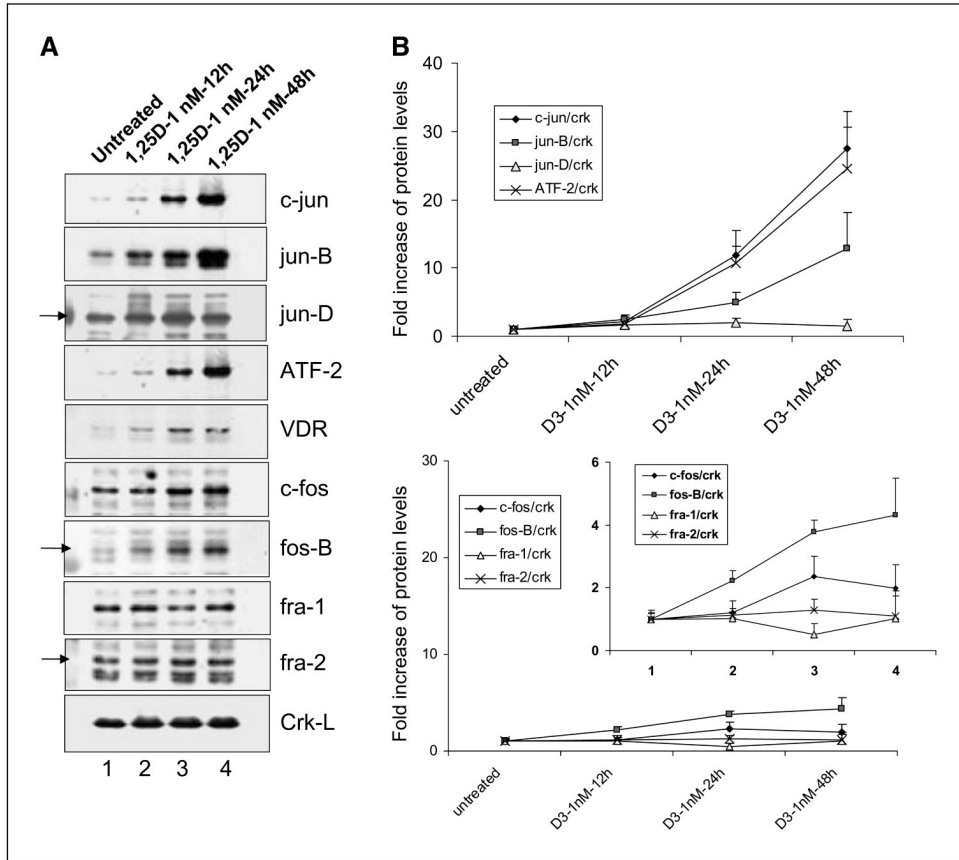 A
Untreated
1,25D-1 nM-12h
1,25D-1 nM-24h
1,25D-1 nM-48h
c-jun
jun-B
jun-D
ATF-2
VDR
c-fos
fos-B
fra-1
fra-2
Crk-L
1 2 3 4
B
Fold increase of protein levels
40
30
20
10
0
c-jun/crk
jun-B/crk
jun-D/crk
ATF-2/crk
untreated
D3-1nM-12h
D3-1nM-24h
D3-1nM-48h
Fold increase of protein levels
30
25
20
15
10
5
0
c-fos/crk
fos-B/crk
fra-1/crk
fra-2/crk
6
4
2
0
c-fos/crk
fos-B/crk
fra-1/crk
fra-2/crk
1 2 3 4
untreated
D3-1nM-12h
D3-1nM-24h
D3-1nM-48h